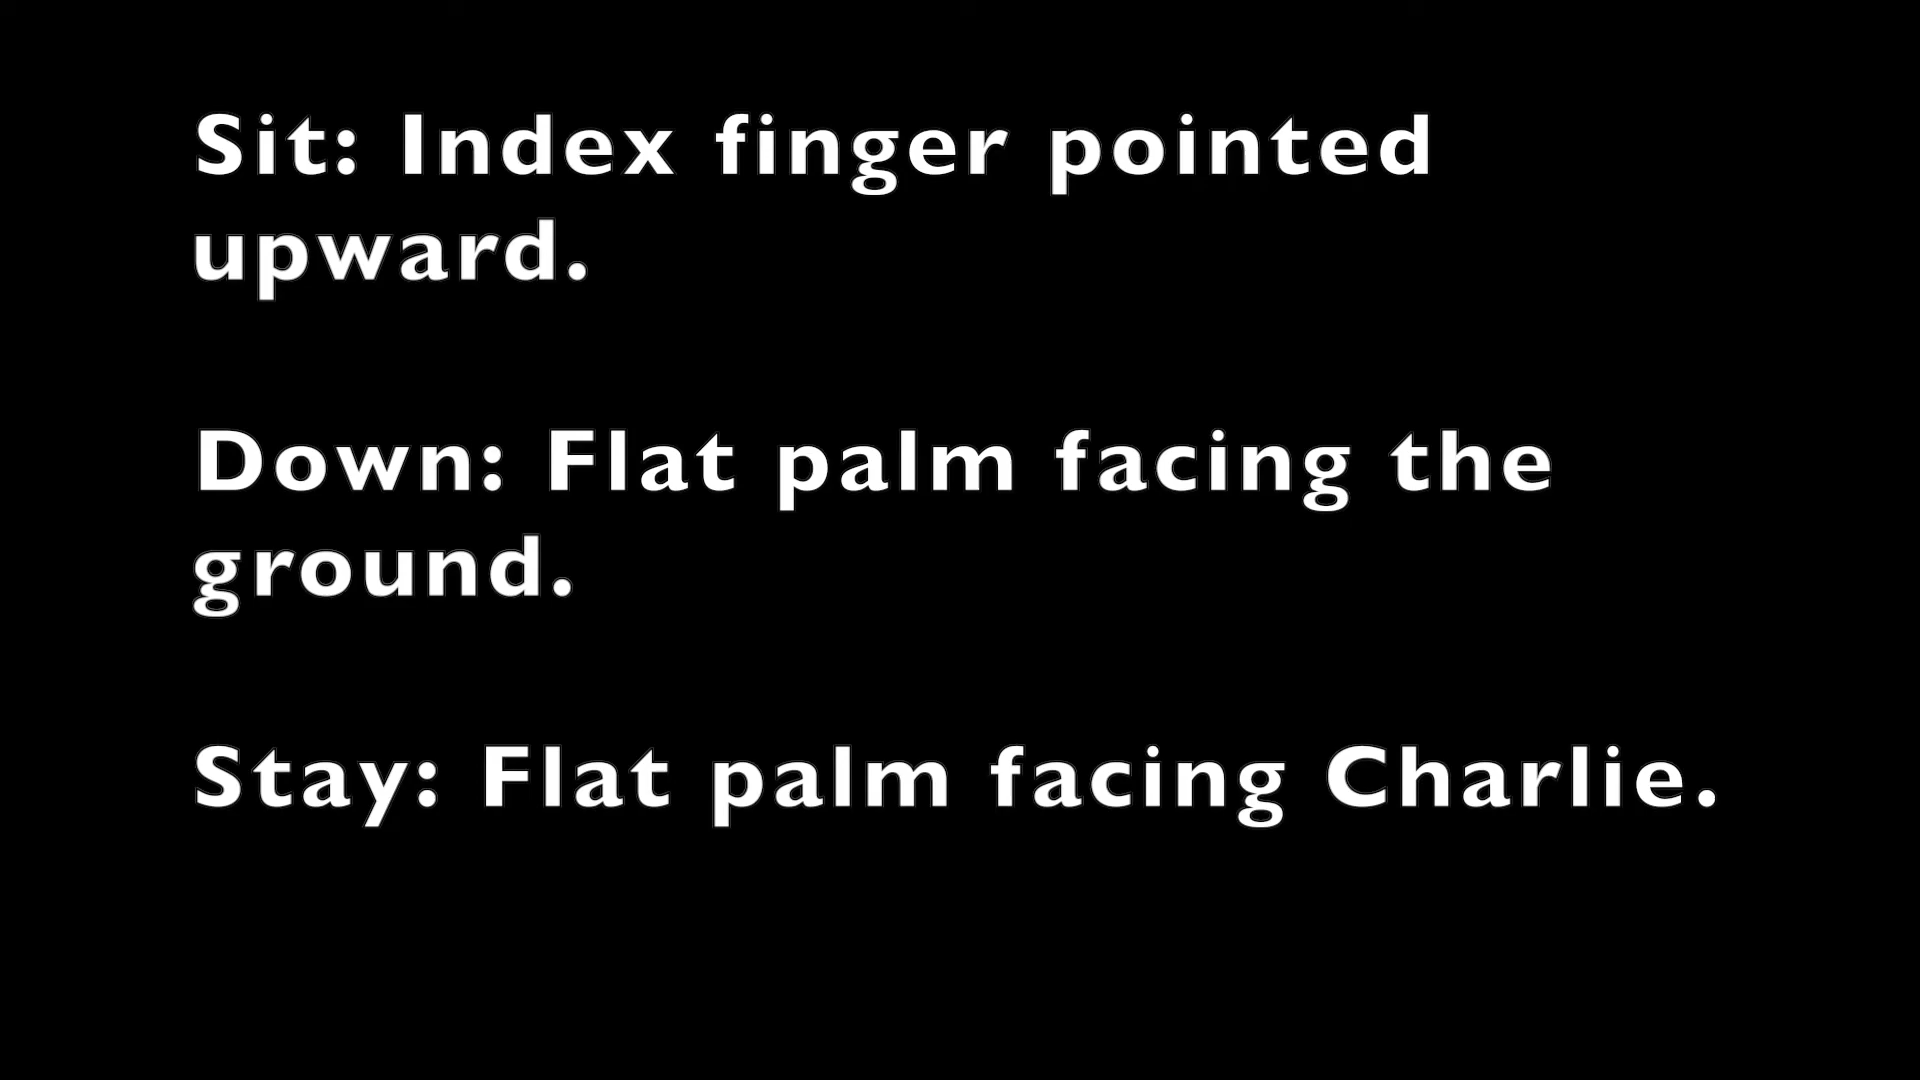 Sit: Index finger pointed
upward.
Down: Flat palm facing the
ground.
Stay: Flat palm facing Charlie.